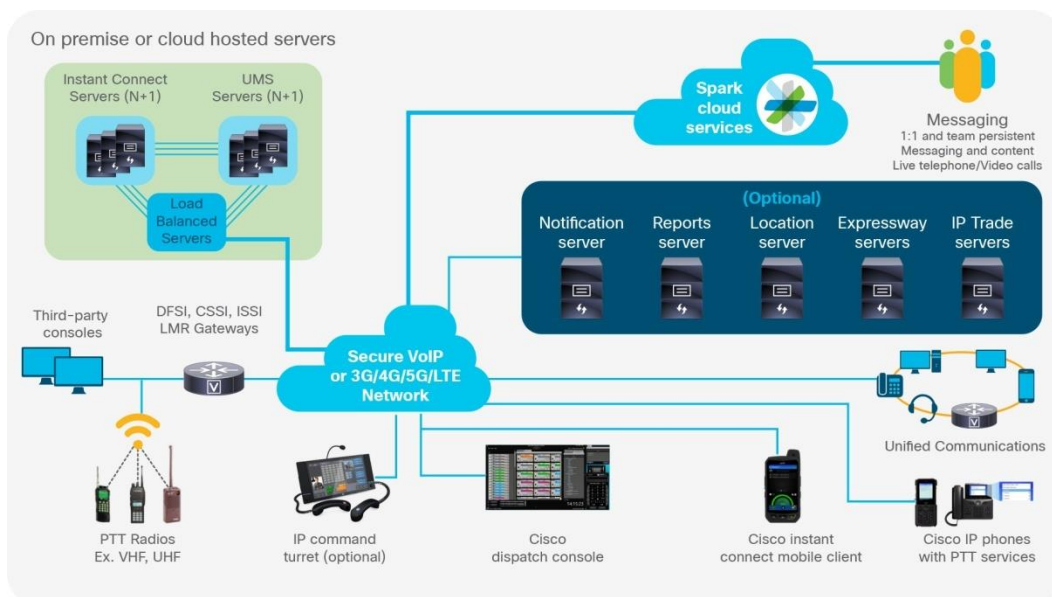 On premise or cloud hosted servers
Instant Connect
Servers (N+1)
UMS
Servers (N+1)
Load
Balanced
Servers
Spark
cloud
services
Messaging
1:1 and team persistent
Messaging and content
Live telephone/Video calls
(Optional)
Notification
server
Reports
server
Location
server
Expressway
servers
IP Trade
servers
Third-party
consoles
DFSI, CSSI, ISSI
LMR Gateways
V
Secure VoIP
or 3G/4G/5G/LTE
Network
V
Unified Communications
PTT Radios
Ex. VHF, UHF
IP command
turret (optional)
14:15:23
Cisco
dispatch console
Cisco instant
connect mobile client
Cisco IP phones
with PTT services